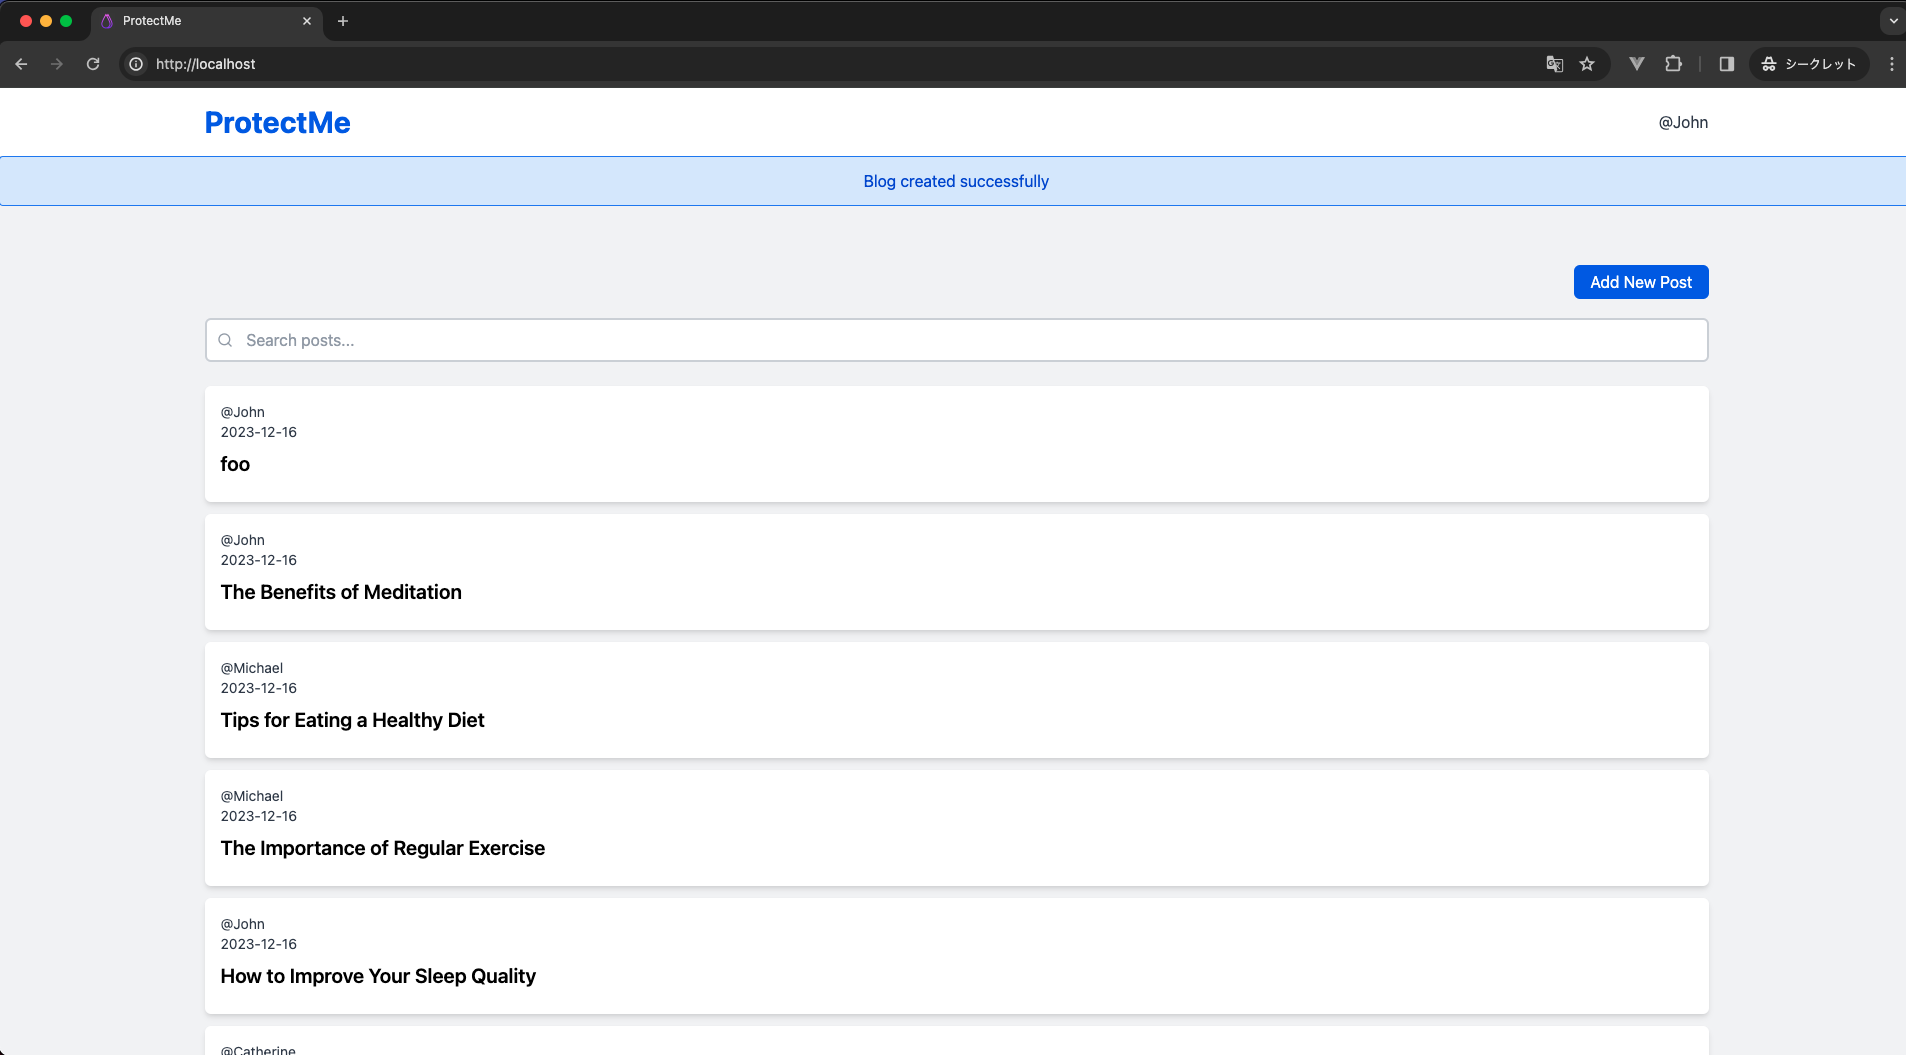 ProtectMe
http://localhost
シークレット
ProtectMe
@John
Blog created successfully
Add New Post
Search posts...
@John
2023-12-16
foo
@John
2023-12-16
The Benefits of Meditation
@Michael
2023-12-16
Tips for Eating a Healthy Diet
@Michael
2023-12-16
The Importance of Regular Exercise
@John
2023-12-16
How to Improve Your Sleep Quality
@Catherine